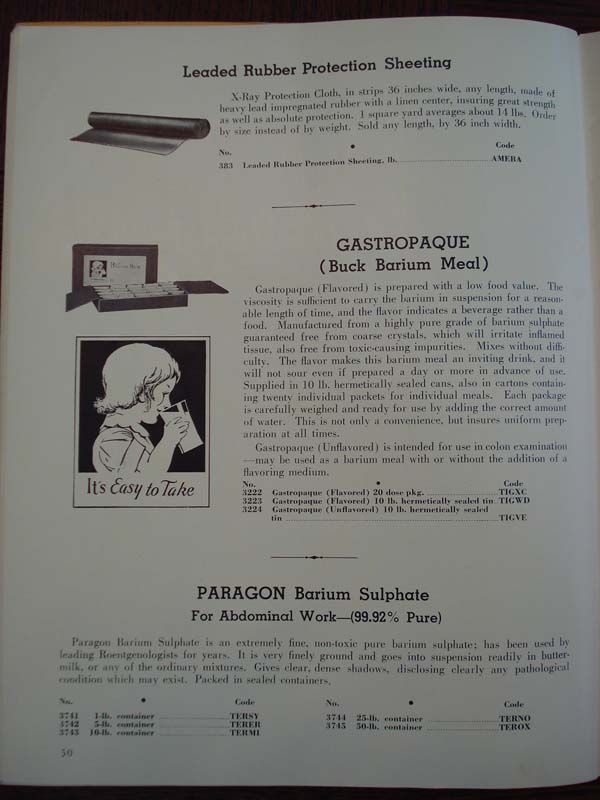 Leaded Rubber Protection Sheeting
X-Ray Protection Cloth, in strips 36 inches wide, any length, made of
heavy lead impregnated rubber with a linen center, insuring great strength
as well as absolute protection. 1 square yard averages about 14 lbs. Order
by size instead of by weight. Sold any length, by 36 inch width.
No. • Code
383 Leaded Rubber Protection Sheeting, lb. AMERA
GASTROPAQUE
(Buck Barium Meal)
Gastropaque (Flavored) is prepared with a low food value. The
viscosity is sufficient to carry the barium in suspension for a reason-
able length of time, and the flavor indicates a beverage rather than a
food. Manufactured from a highly pure grade of barium sulphate
guaranteed free from coarse crystals, which will irritate inflamed
tissue, also free from toxic-causing impurities. Mixes without diffi-
culty. The flavor makes this barium meal an inviting drink, and it
will not sour even if prepared a day or more in advance of use.
Supplied in 10 lb. hermetically sealed cans, also in cartons contain-
ing twenty individual packets for individual meals. Each package
is carefully weighed and ready for use by adding the correct amount
of water. This is not only a convenience, but insures uniform prep-
aration at all times.
Gastropaque (Unflavored) is intended for use in colon examination
—may be used as a barium meal with or without the addition of a
flavoring medium.
It's Easy to Take
No. • Code
3222 Gastropaque (Flavored) 20 dose pkg. TIGXC
3223 Gastropaque (Flavored) 10 lb. hermetically sealed tin TIGWD
3224 Gastropaque (Unflavored) 10 lb. hermetically sealed
tin TIGVE
PARAGON Barium Sulphate
For Abdominal Work—(99.92% Pure)
Paragon Barium Sulphate is an extremely fine, non-toxic pure barium sulphate; has been used by
leading Roentgenologists for years. It is very finely ground and goes into suspension readily in butter-
milk, or any of the ordinary mixtures. Gives clear, dense shadows, disclosing clearly any pathological
condition which may exist. Packed in sealed containers.
No. • Code
3741 1-lb. container TERSY
3742 5-lb. container TERER
3743 10-lb. container TERMI
No. • Code
3744 25-lb. container TERNO
3745 50-lb. container TEROX
50